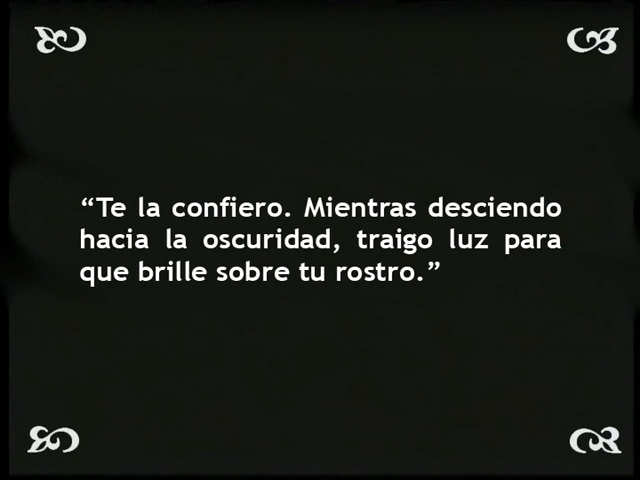 “Te la confiero. Mientras desciendo
hacia la oscuridad, traigo luz para
que brille sobre tu rostro.”